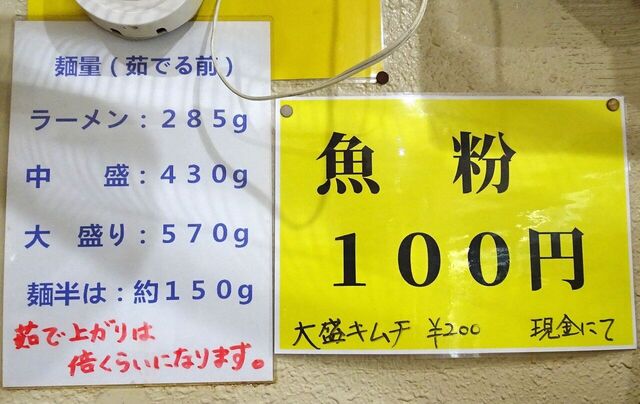 麺量(茹でる前)
ラーメン:285g
中　盛:430g
大　盛り:570g
麺半は:約150g
茹で上がりは
倍くらいになります。
魚　粉
100円
大盛キムチ ¥200 現金にて